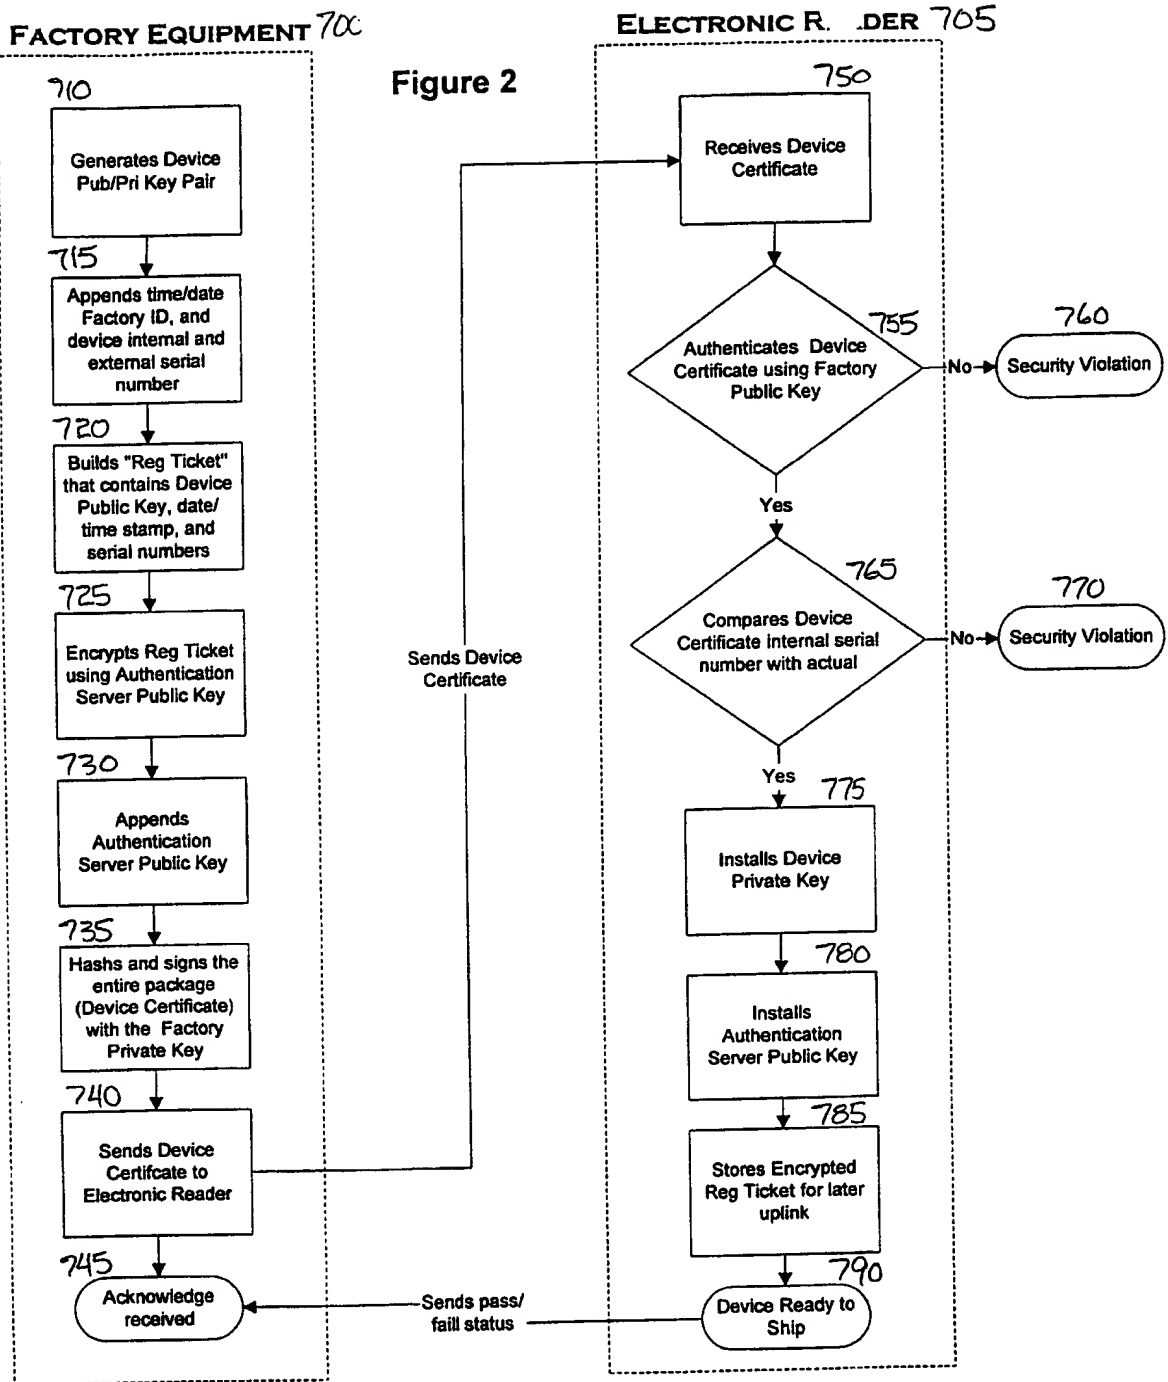 FACTORY EQUIPMENT
ELECTRONIC R. .DER 705
Figure 2
710
Generates Device
Pub/Pri Key Pair
715
Appends time/date
Factory ID, and
device internal and
external serial
number
720
Builds "Reg Ticket"
that contains Device
Public Key, date/
time stamp, and
serial numbers
725
Encrypts Reg Ticket
using Authentication
Server Public Key
730
Appends
Authentication
Server Public Key
735
Hashs and signs the
entire package
(Device Certificate)
with the Factory
Private Key
740
Sends Device
Certifcate to
Electronic Reader
745
Acknowledge
received
Sends Device
Certificate
Sends pass/
faill status
750
Receives Device
Certificate
755
Authenticates Device
Certificate using Factory
Public Key
No
760
Security Violation
Yes
765
Compares Device
Certificate internal serial
number with actual
No
770
Security Violation
Yes
775
Installs Device
Private Key
780
Installs
Authentication
Server Public Key
785
Stores Encrypted
Reg Ticket for later
uplink
790
Device Ready to
Ship